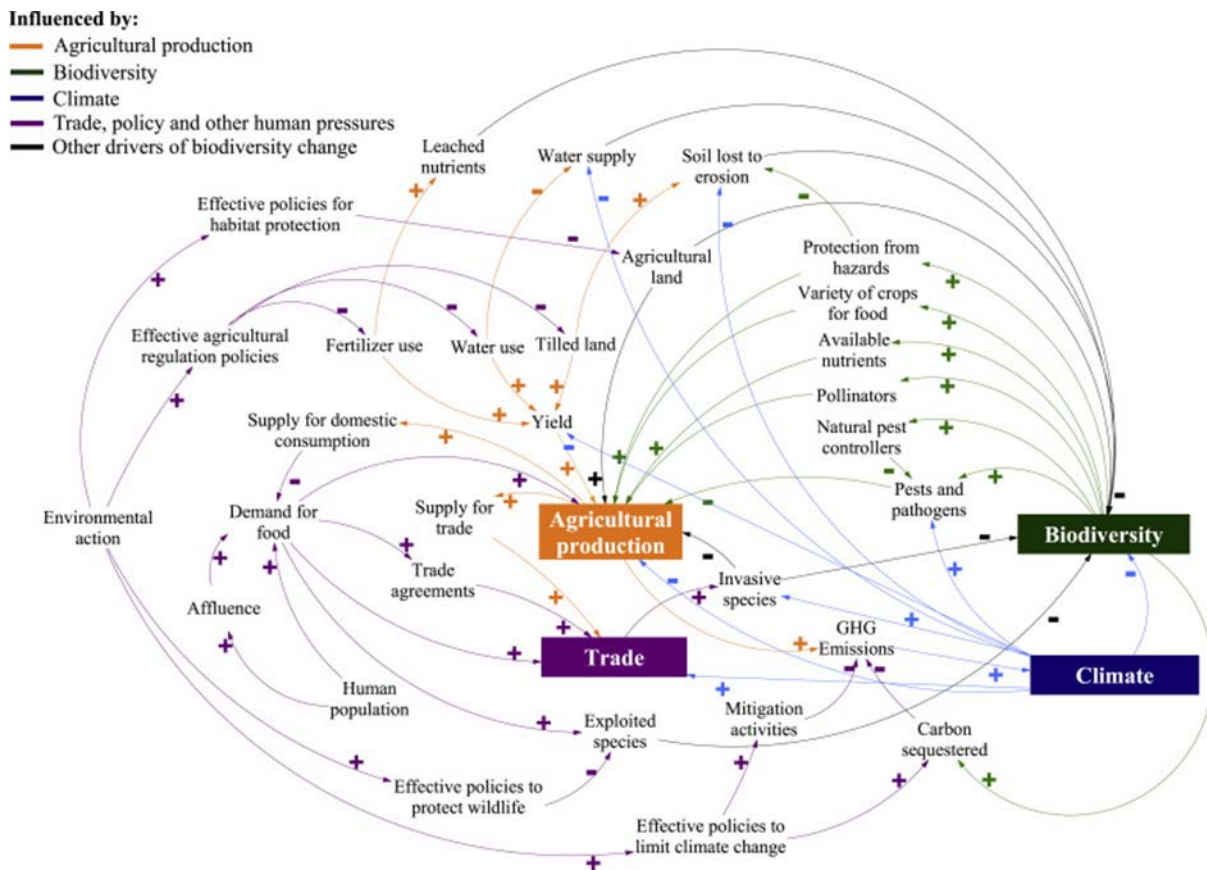 Influenced by:
Agricultural production
Biodiversity
Climate
Trade, policy and other human pressures
Other drivers of biodiversity change
Leached
nutrients
Water supply
Soil lost to
erosion
Effective policies for
habitat protection
Agricultural
land
Protection from
hazards
Variety of crops
for food
Effective agricultural
regulation policies
Fertilizer use
Water use
Tilled land
Available
nutrients
Pollinators
Supply for domestic
consumption
Yield
Natural pest
controllers
Pests and
pathogens
Environmental
action
Demand for
food
Supply for
trade
Agricultural
production
Biodiversity
Trade
agreements
Invasive
species
Affluence
GHG
Emissions
Trade
Climate
Human
population
Exploited
species
Mitigation
activities
Carbon
sequestered
Effective policies to
protect wildlife
Effective policies to
limit climate change